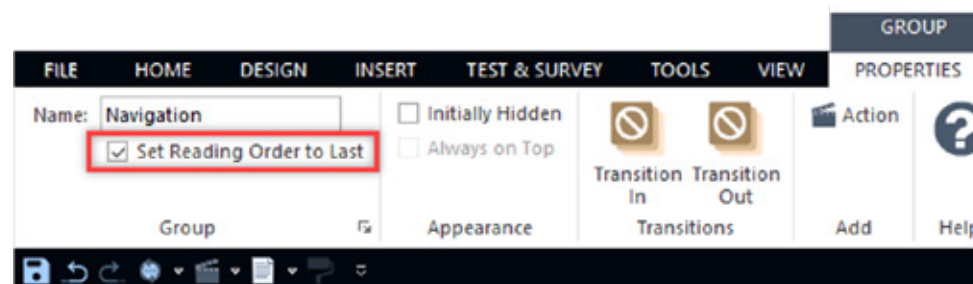 GROUP
FILE HOME DESIGN INSERT TEST & SURVEY TOOLS VIEW PROPERTIES
Name: Navigation
Set Reading Order to Last
Group
Initially Hidden
Always on Top
Appearance
Transition In
Transition Out
Transitions
Action
Add
Help